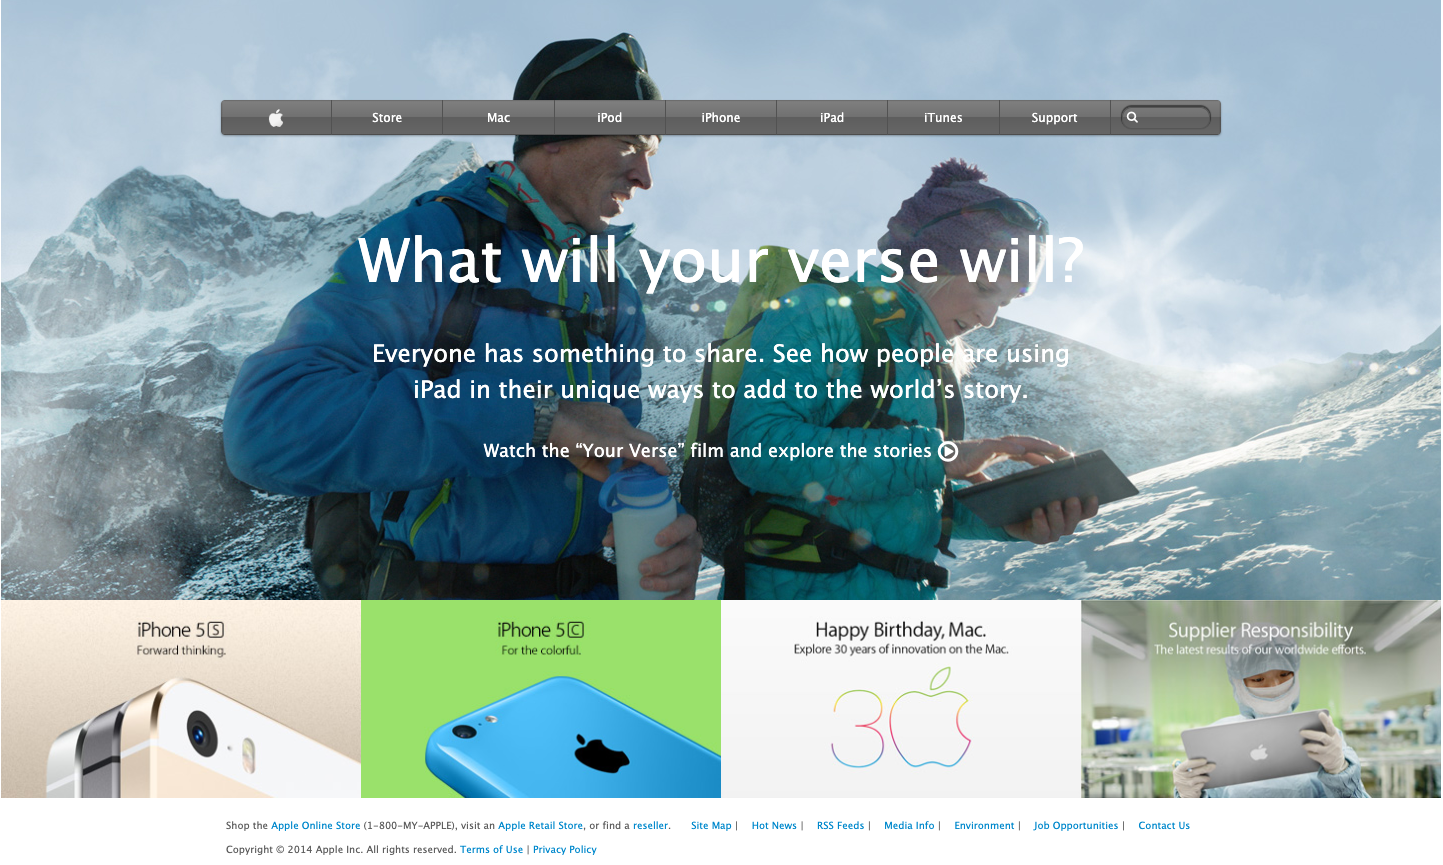 Store Mac iPod iPhone iPad iTunes Support
What will your verse will?
Everyone has something to share. See how people are using
iPad in their unique ways to add to the world’s story.
Watch the “Your Verse” film and explore the stories
iPhone 5S
Forward thinking.
iPhone 5C
For the colorful.
Happy Birthday, Mac.
Explore 30 years of innovation on the Mac.
30
Supplier Responsibility
The latest results of our worldwide efforts.
Shop the Apple Online Store (1-800-MY-APPLE), visit an Apple Retail Store, or find a reseller. Site Map | Hot News | RSS Feeds | Media Info | Environment | Job Opportunities | Contact Us
Copyright © 2014 Apple Inc. All rights reserved. Terms of Use | Privacy Policy